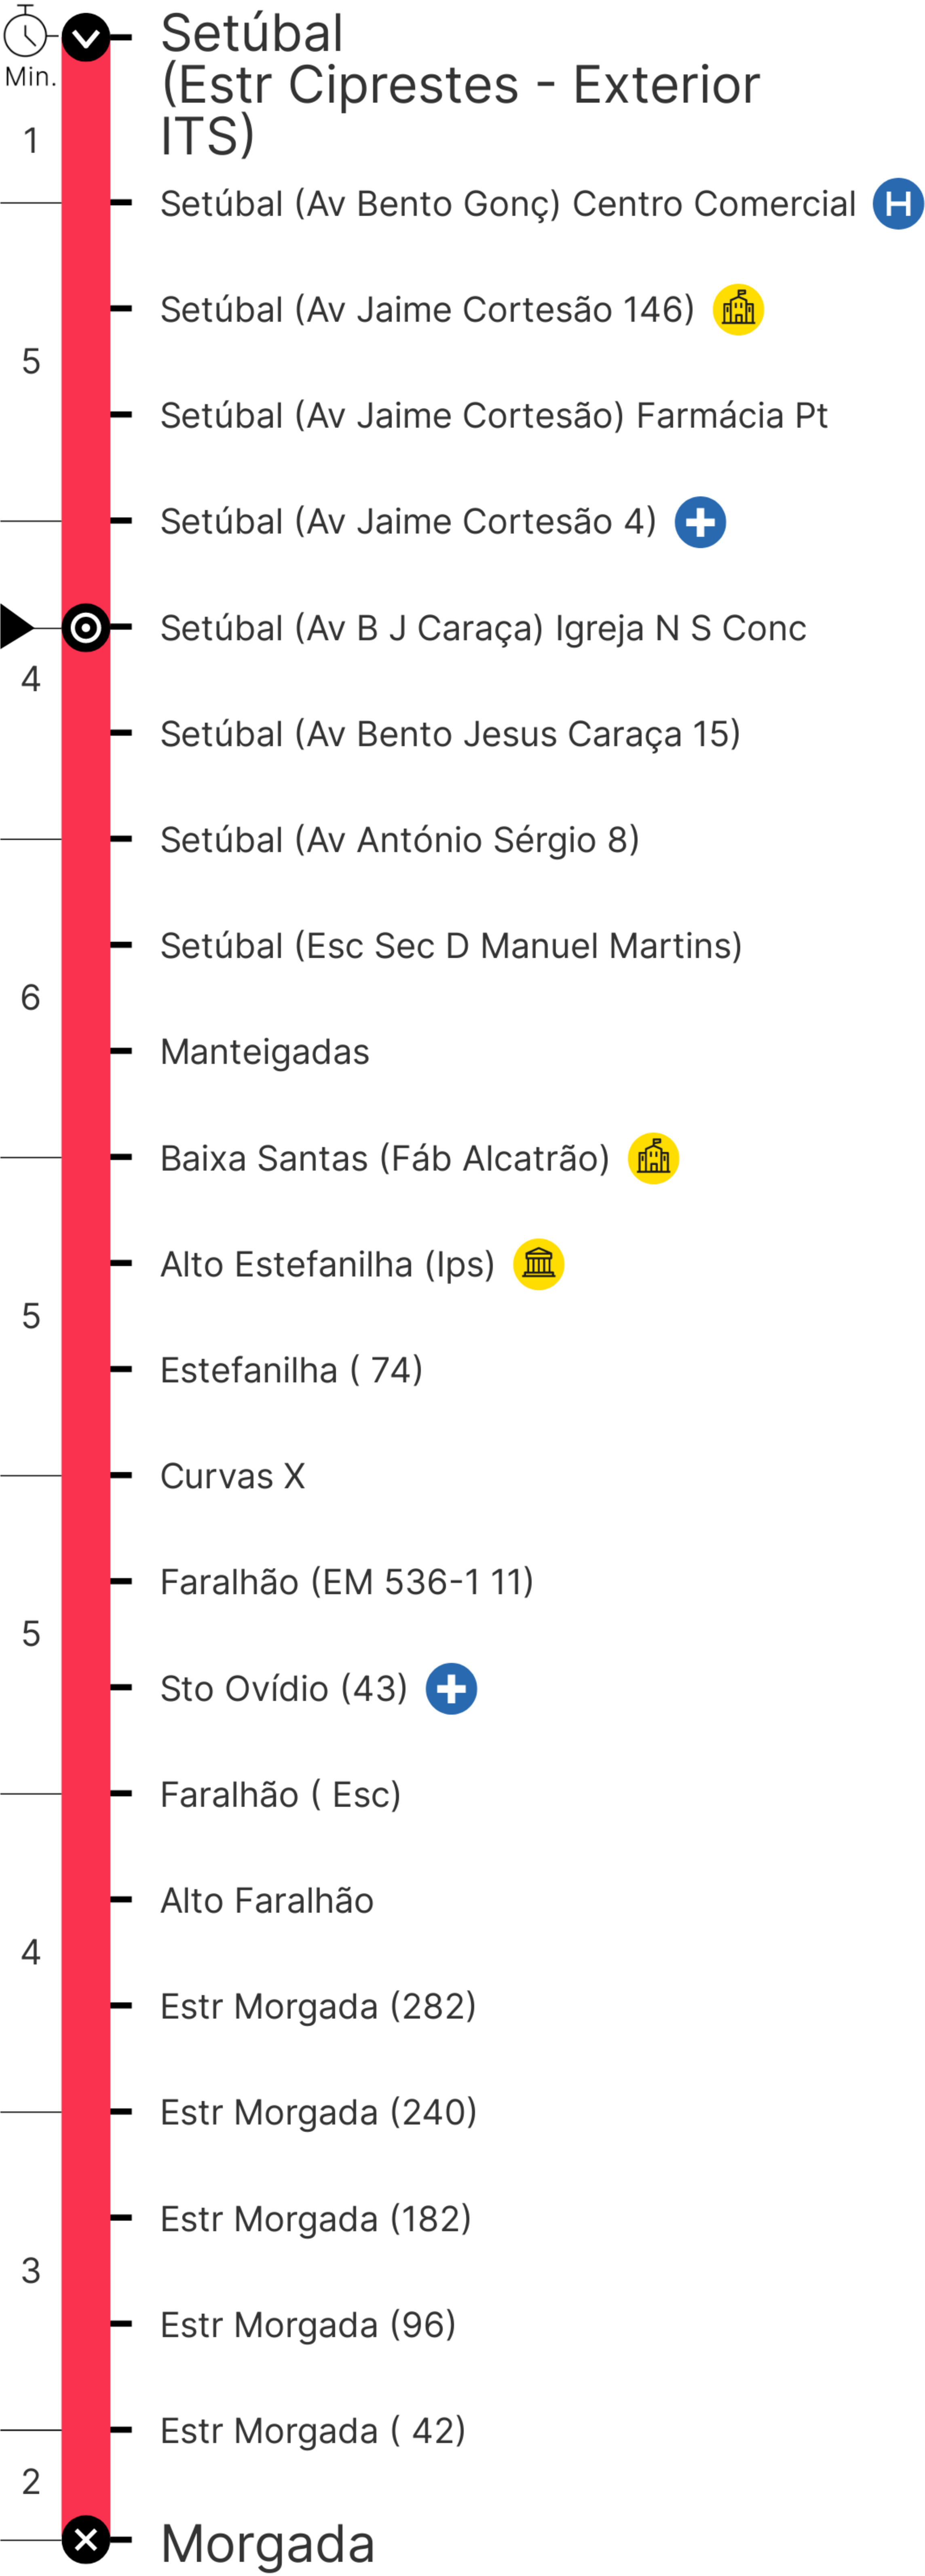 Min.
Setúbal
(Estr Ciprestes - Exterior
ITS)
1
Setúbal (Av Bento Gonç) Centro Comercial H
Setúbal (Av Jaime Cortesão 146)
5
Setúbal (Av Jaime Cortesão) Farmácia Pt
Setúbal (Av Jaime Cortesão 4)
Setúbal (Av B J Caraça) Igreja N S Conc
4
Setúbal (Av Bento Jesus Caraça 15)
Setúbal (Av António Sérgio 8)
Setúbal (Esc Sec D Manuel Martins)
6
Manteigadas
Baixa Santas (Fáb Alcatrão)
Alto Estefanilha (Ips)
5
Estefanilha ( 74)
Curvas X
Faralhão (EM 536-1 11)
5
Sto Ovídio (43)
Faralhão ( Esc)
Alto Faralhão
4
Estr Morgada (282)
Estr Morgada (240)
Estr Morgada (182)
3
Estr Morgada (96)
Estr Morgada ( 42)
2
Morgada